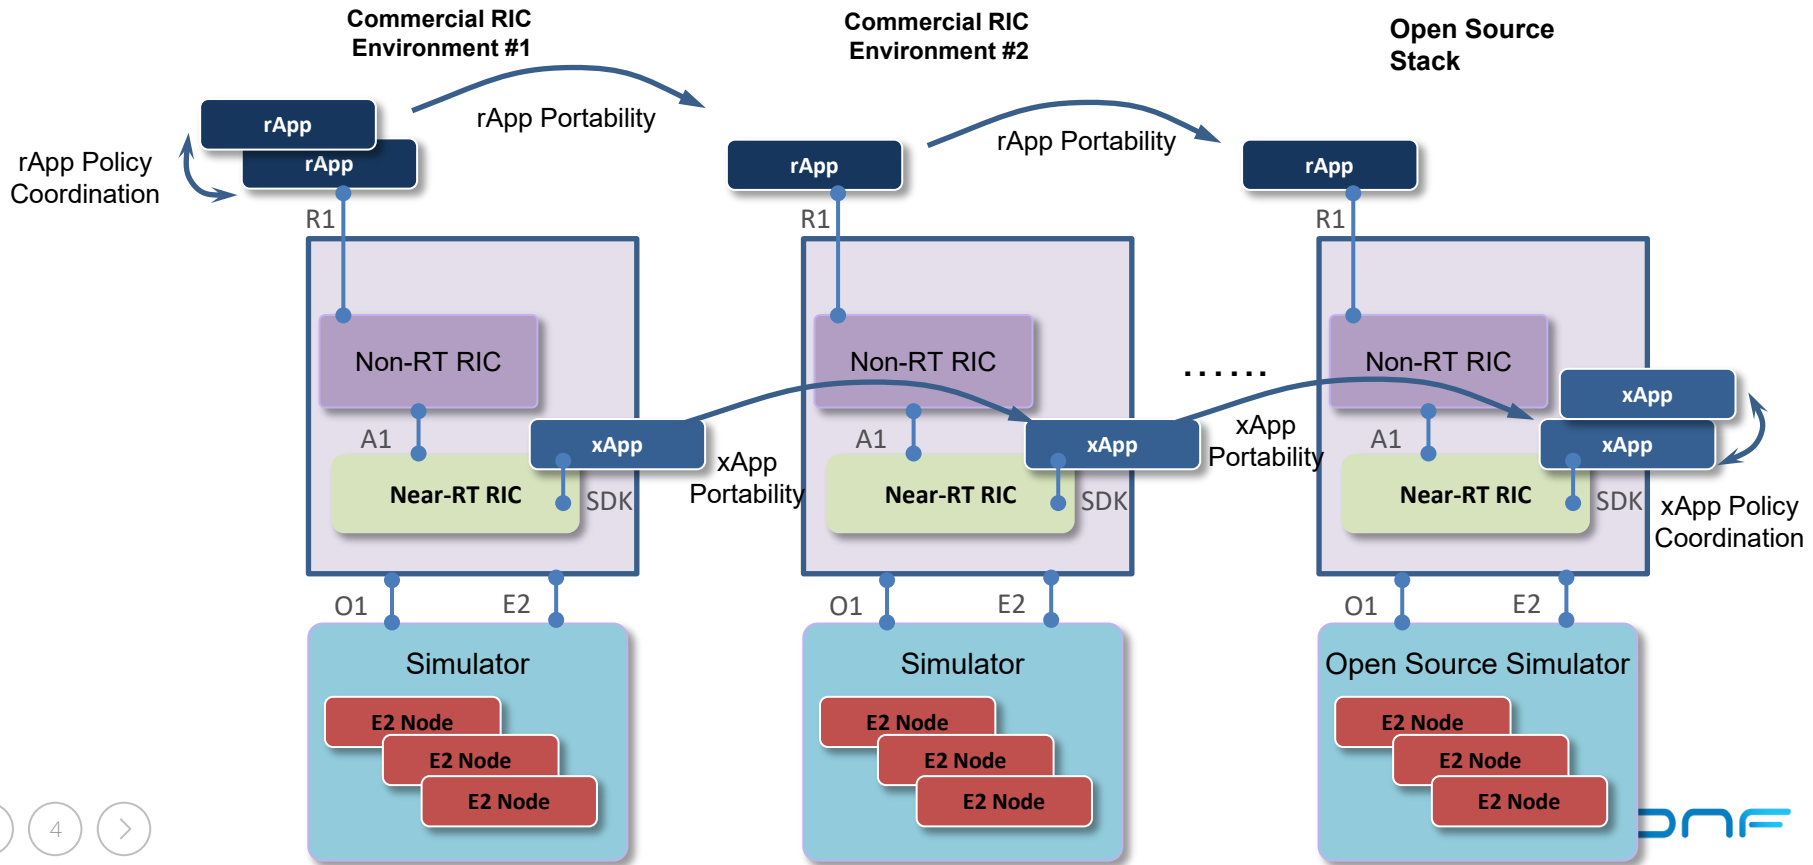 Commercial RIC
Environment #1
Commercial RIC
Environment #2
Open Source
Stack
rApp Policy
Coordination
rApp
rApp
rApp Portability
rApp
rApp Portability
rApp
R1
R1
R1
Non-RT RIC
Non-RT RIC
......
Non-RT RIC
A1
xApp
xApp
Portability
A1
xApp
xApp
Portability
A1
xApp
xApp
Near-RT RIC
SDK
Near-RT RIC
SDK
Near-RT RIC
SDK
xApp Policy
Coordination
O1
E2
O1
E2
O1
E2
Simulator
E2 Node
E2 Node
E2 Node
Simulator
E2 Node
E2 Node
E2 Node
Open Source Simulator
E2 Node
E2 Node
E2 Node
4